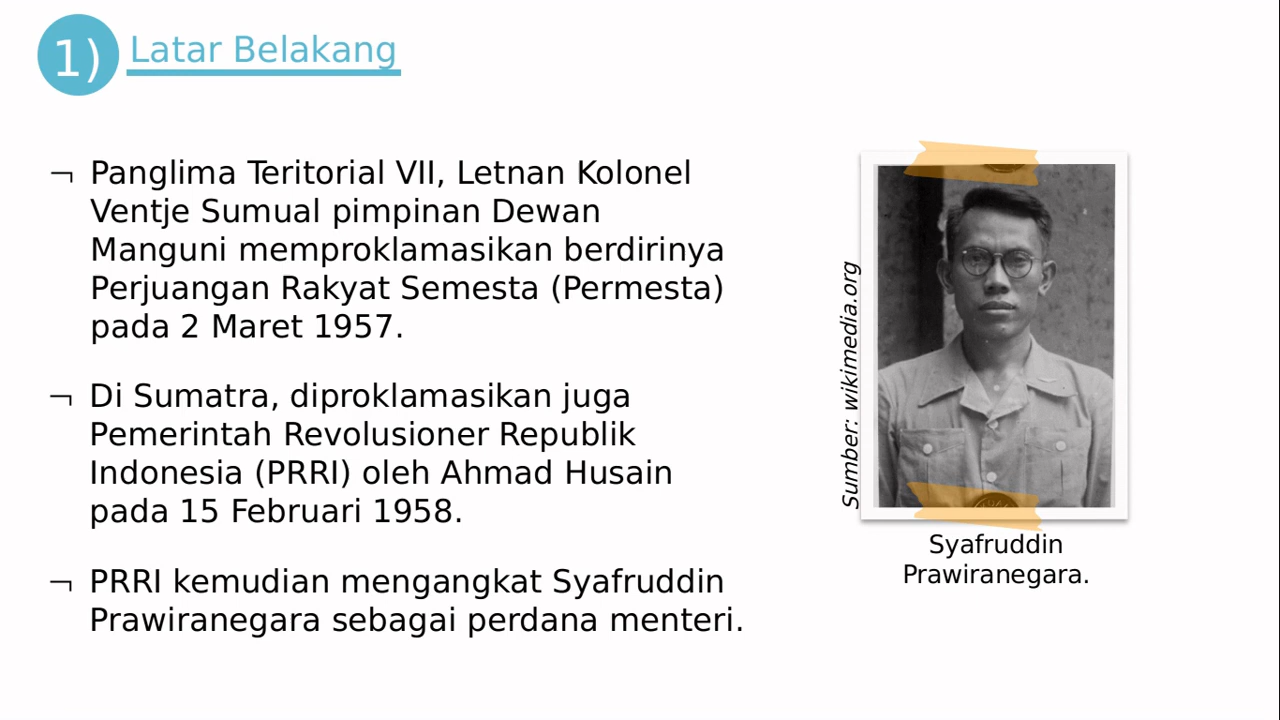 1) Latar Belakang
¬ Panglima Teritorial VII, Letnan Kolonel
Ventje Sumual pimpinan Dewan
Manguni memproklamasikan berdirinya
Perjuangan Rakyat Semesta (Permesta)
pada 2 Maret 1957.
¬ Di Sumatra, diproklamasikan juga
Pemerintah Revolusioner Republik
Indonesia (PRRI) oleh Ahmad Husain
pada 15 Februari 1958.
¬ PRRI kemudian mengangkat Syafruddin
Prawiranegara sebagai perdana menteri.
Sumber: wikimedia.org
Syafruddin
Prawiranegara.